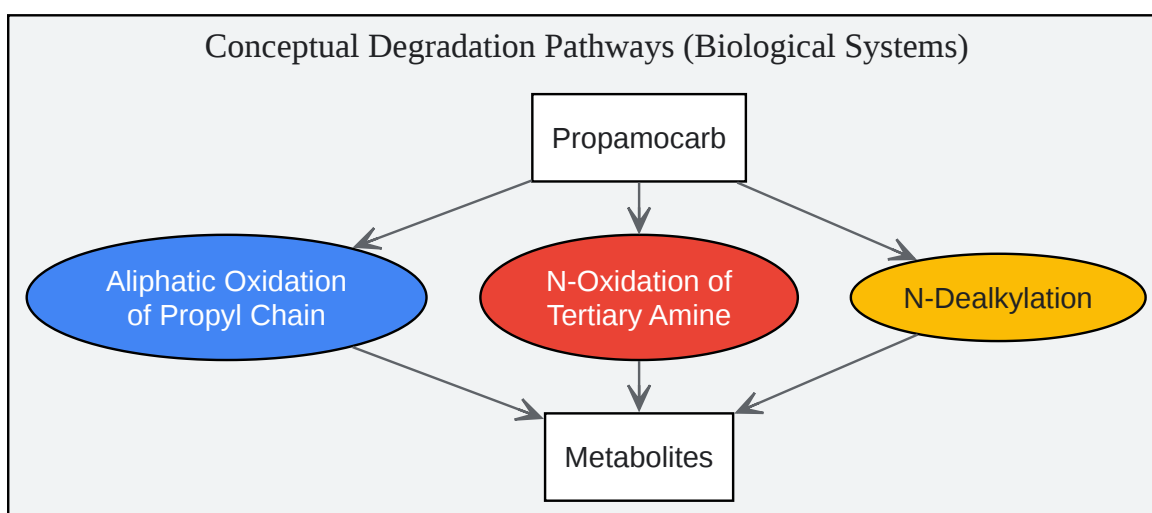 Conceptual Degradation Pathways (Biological Systems)
Propamocarb
Aliphatic Oxidation
of Propyl Chain
N-Oxidation of
Tertiary Amine
N-Dealkylation
Metabolites